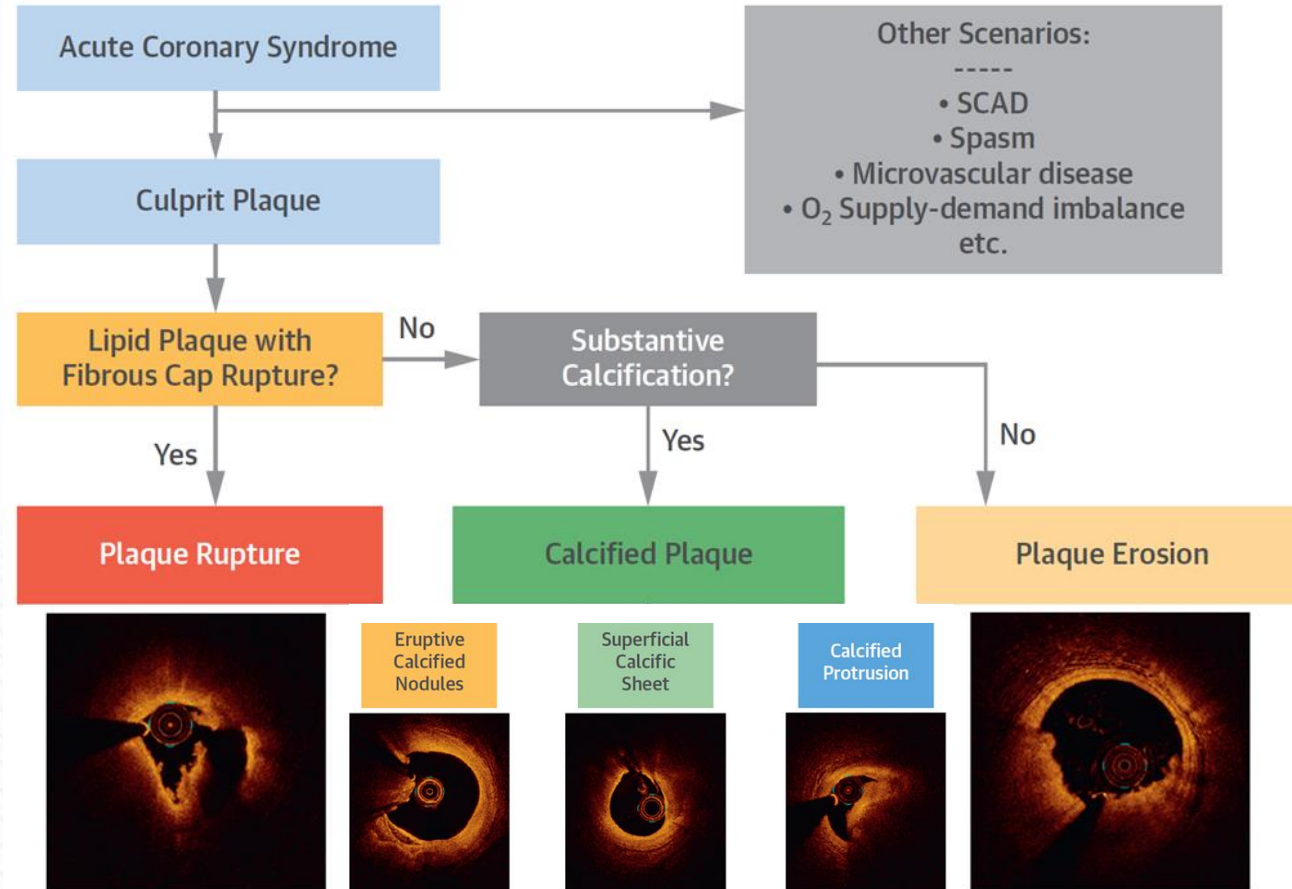 Acute Coronary Syndrome
Other Scenarios:
-----
• SCAD
• Spasm
• Microvascular disease
• O₂ Supply-demand imbalance
etc.
Culprit Plaque
Lipid Plaque with
Fibrous Cap Rupture?
No
Substantive
Calcification?
Yes
Yes
No
Plaque Rupture
Calcified Plaque
Plaque Erosion
Eruptive
Calcified
Nodules
Superficial
Calcific
Sheet
Calcified
Protrusion